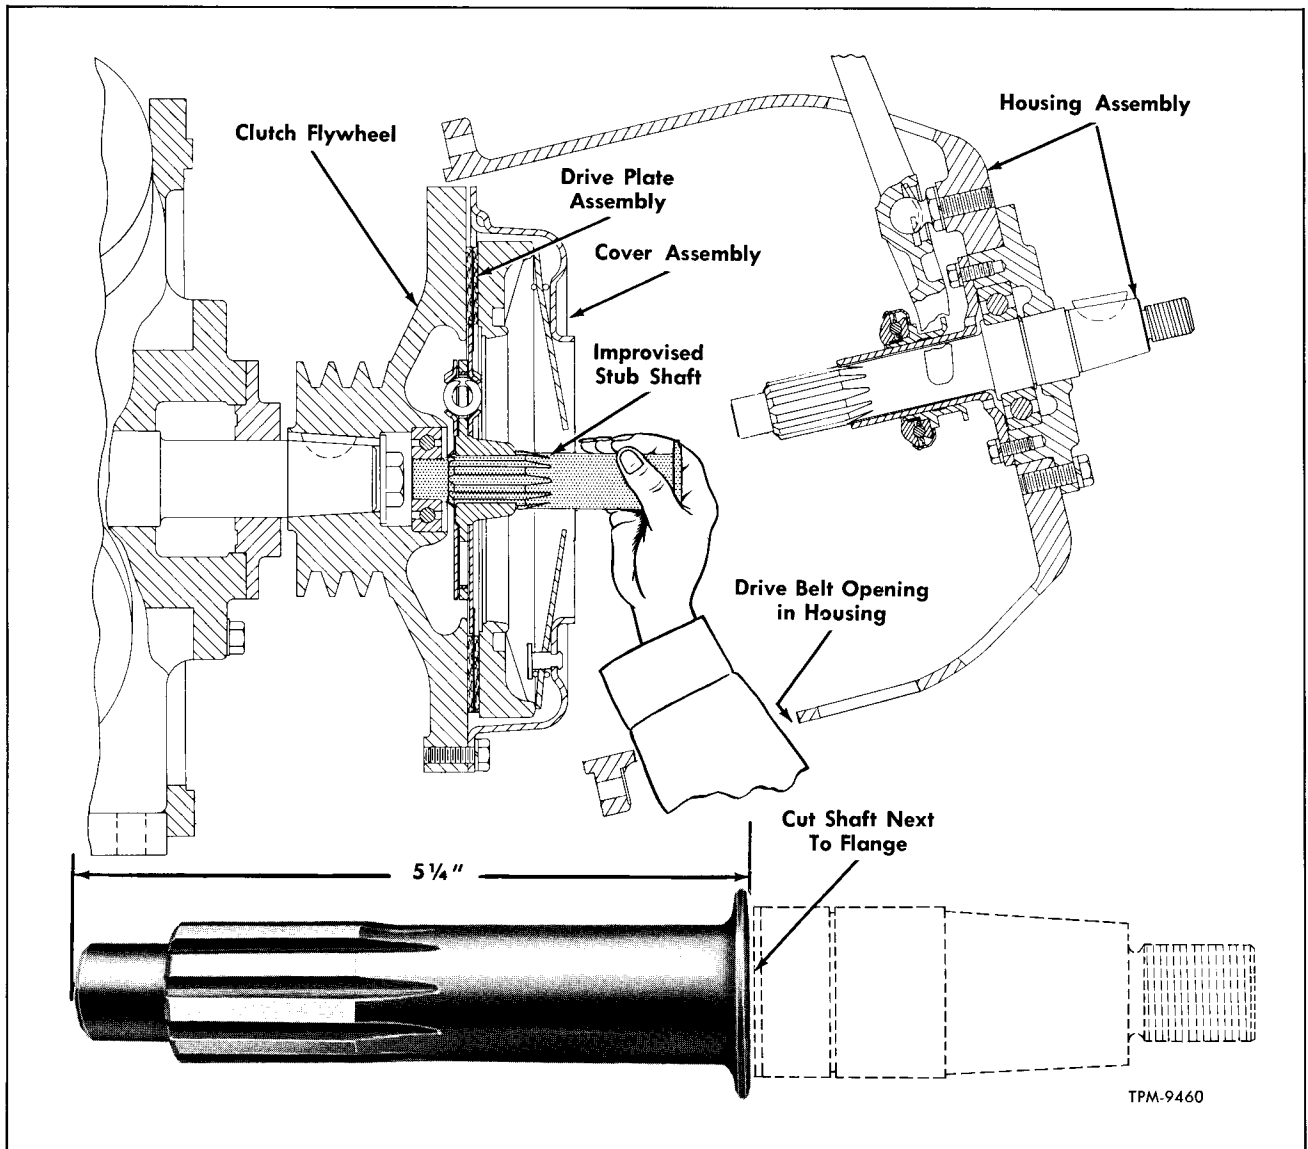 Housing Assembly
Clutch Flywheel
Drive Plate
Assembly
Cover Assembly
Improvised
Stub Shaft
Drive Belt Opening
in Housing
Cut Shaft Next
To Flange
5 ¼"
TPM-9460